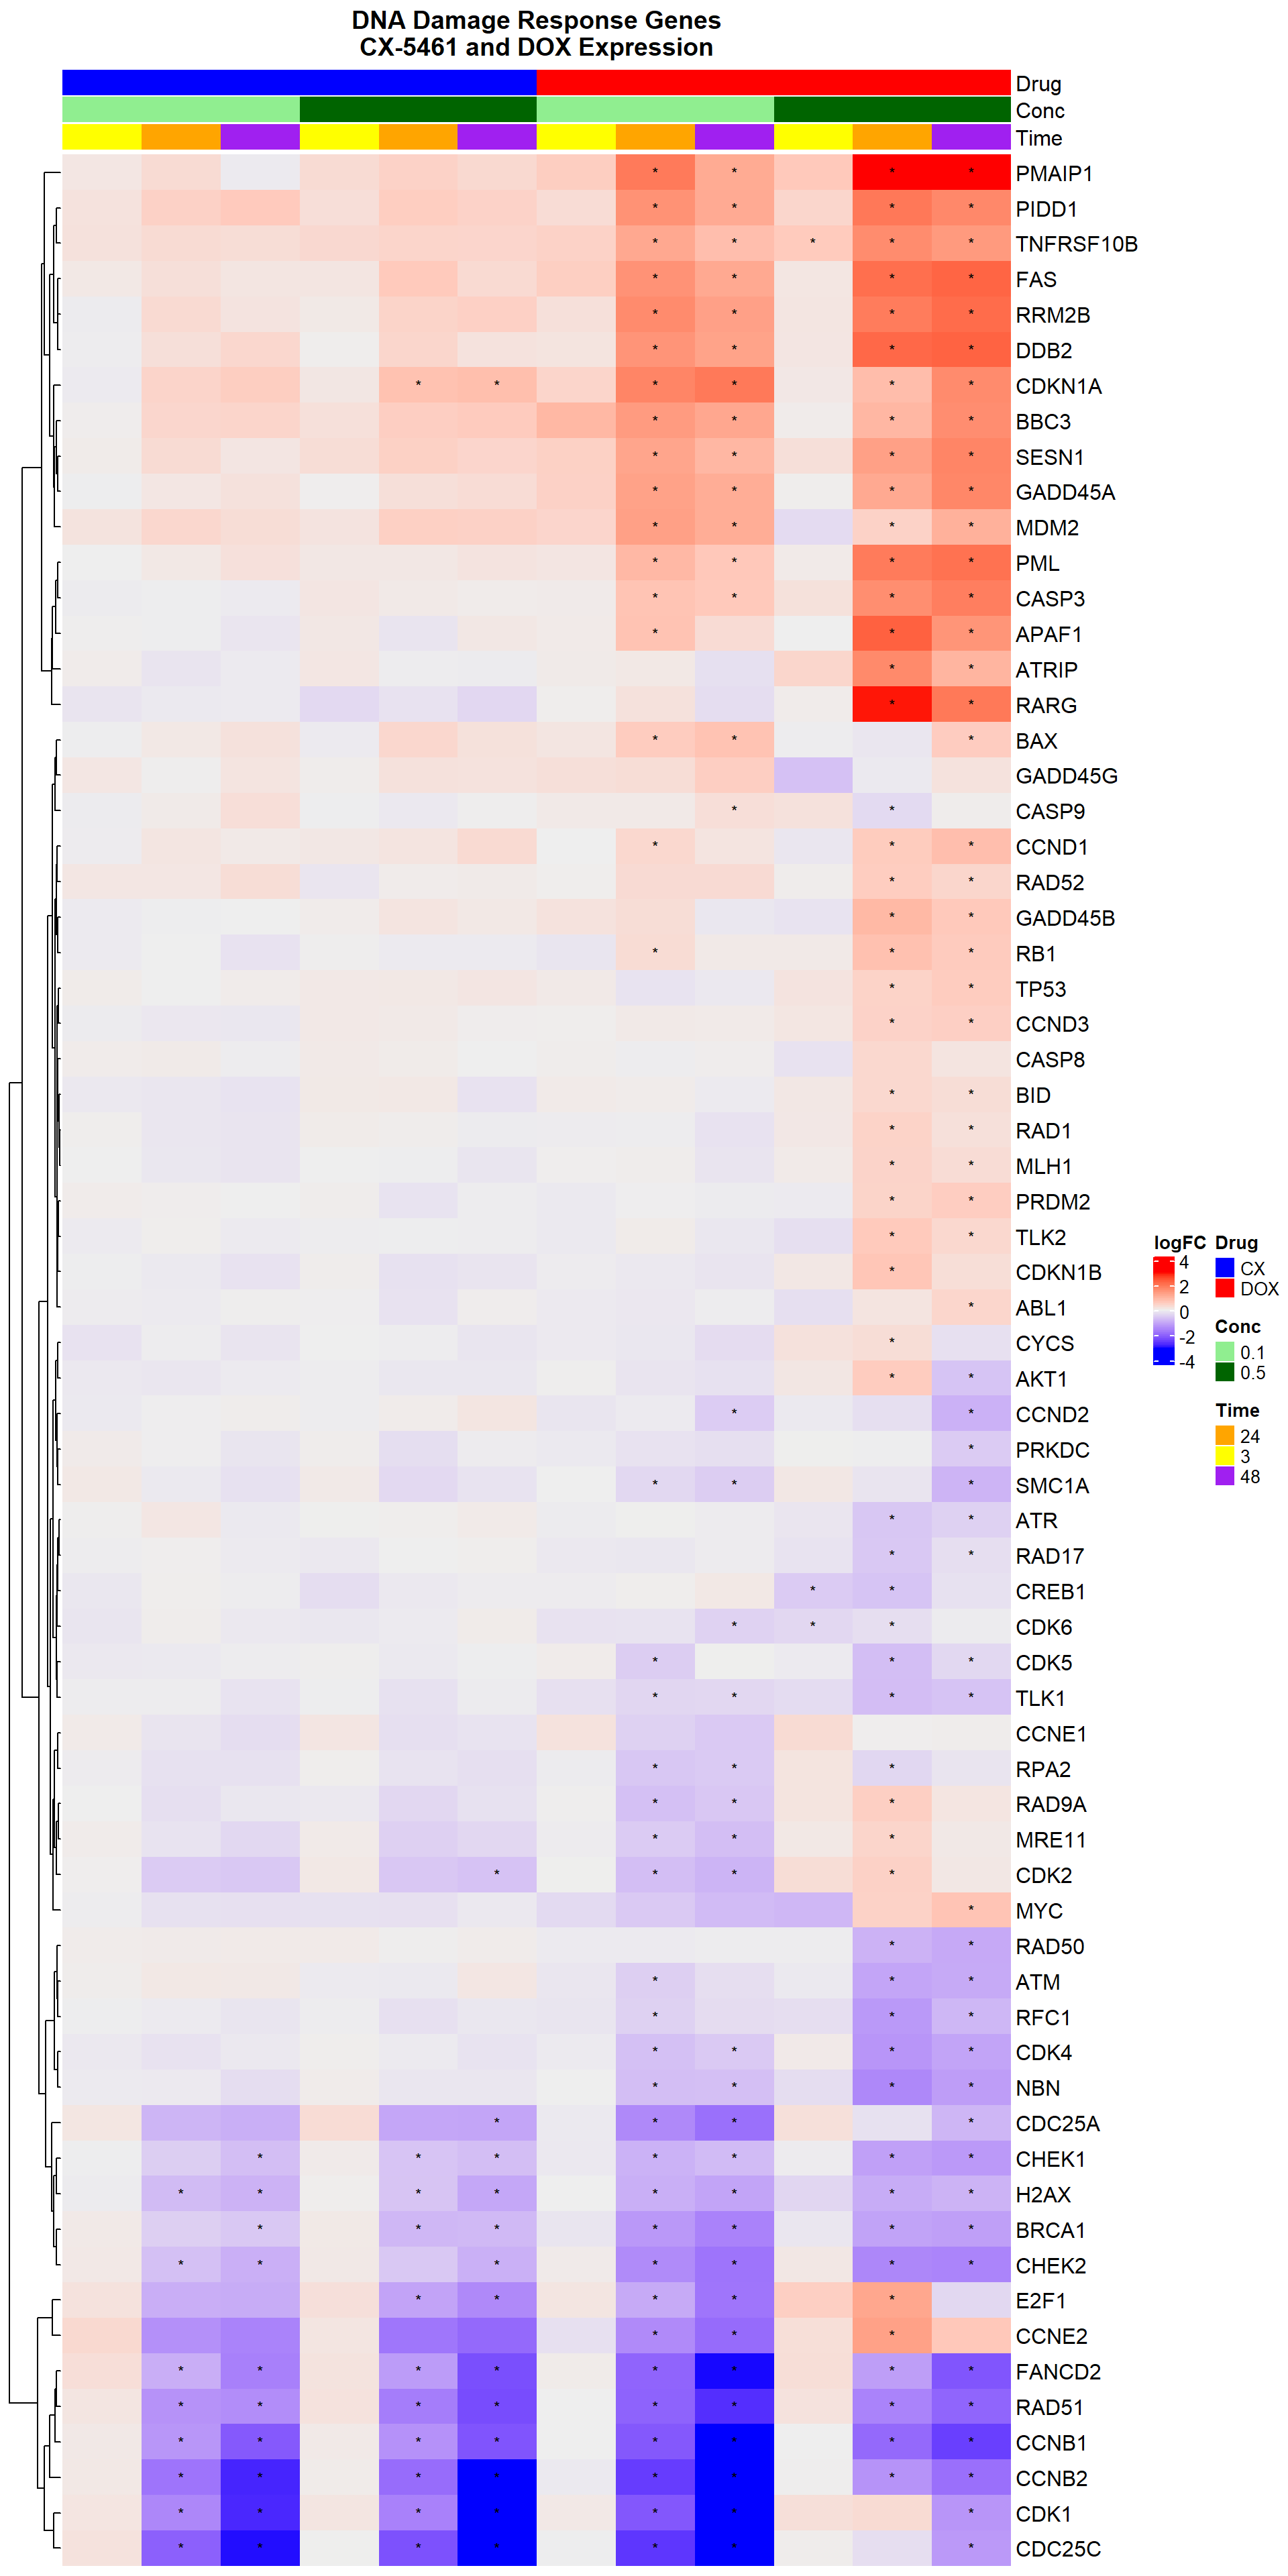 DNA Damage Response Genes
CX-5461 and DOX Expression
Drug
Conc
Time
PMAIP1
PIDD1
TNFRSF10B
FAS
RRM2B
DDB2
CDKN1A
BBC3
SESN1
GADD45A
MDM2
PML
CASP3
APAF1
ATRIP
RARG
BAX
GADD45G
CASP9
CCND1
RAD52
GADD45B
RB1
TP53
CCND3
CASP8
BID
RAD1
MLH1
PRDM2
TLK2
CDKN1B
ABL1
CYCS
AKT1
CCND2
PRKDC
SMC1A
ATR
RAD17
CREB1
CDK6
CDK5
TLK1
CCNE1
RPA2
RAD9A
MRE11
CDK2
MYC
RAD50
ATM
RFC1
CDK4
NBN
CDC25A
CHEK1
H2AX
BRCA1
CHEK2
E2F1
CCNE2
FANCD2
RAD51
CCNB1
CCNB2
CDK1
CDC25C
logFC
4
2
0
-2
-4
Drug
CX
DOX
Conc
0.1
0.5
Time
24
3
48